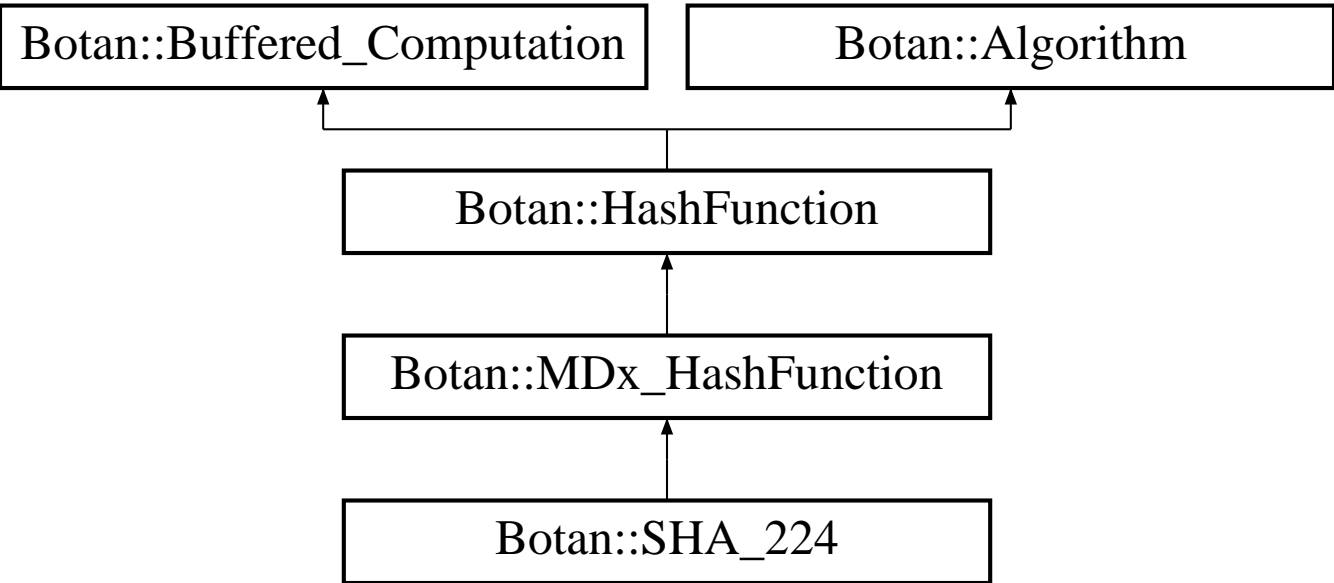 Botan::Buffered_Computation
Botan::Algorithm
Botan::HashFunction
Botan::MDx_HashFunction
Botan::SHA_224